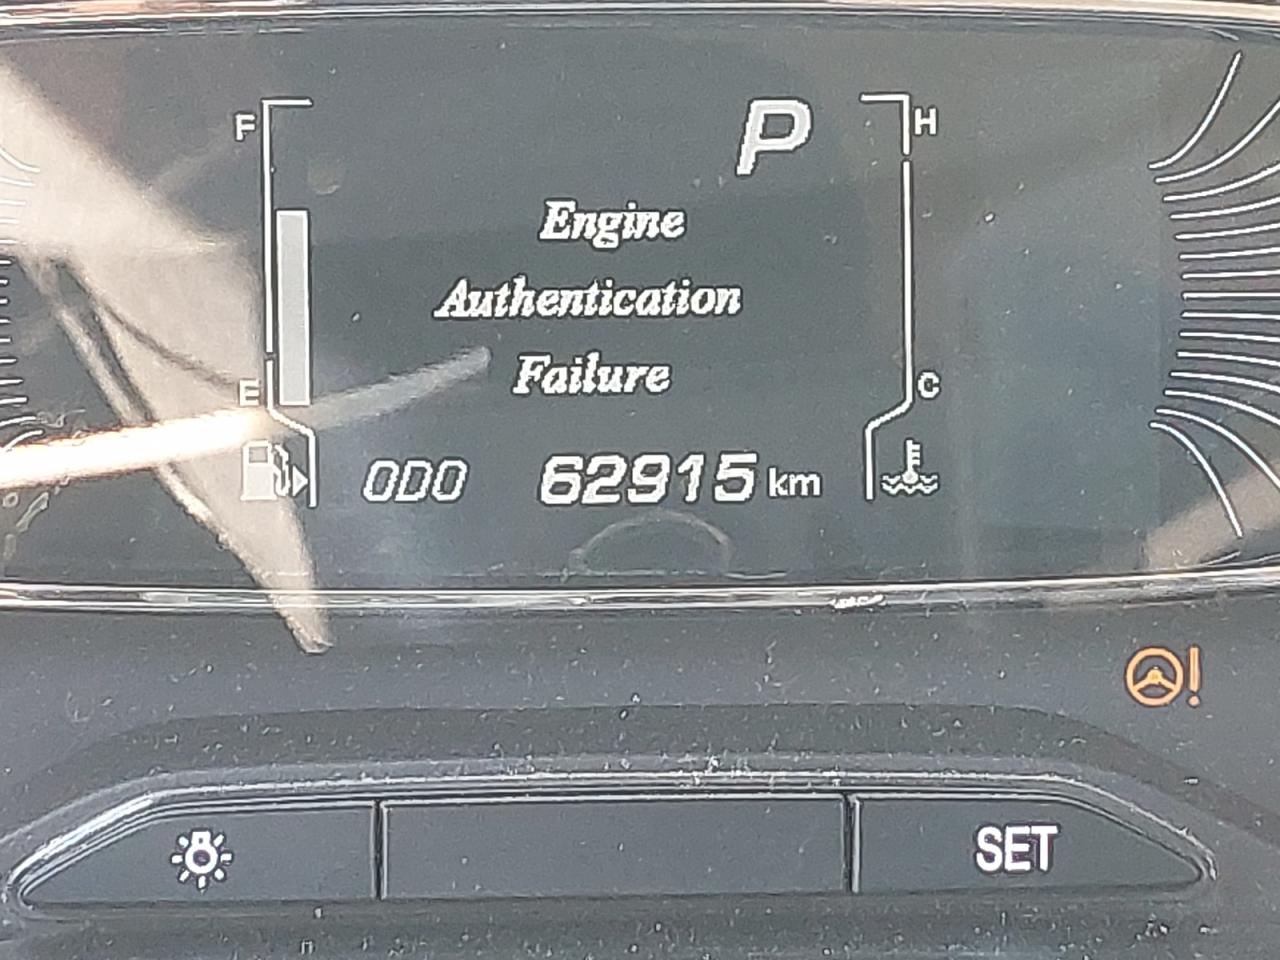 F
P
H
Engine
Authentication
Failure
E
C
ODO 62915 km
SET